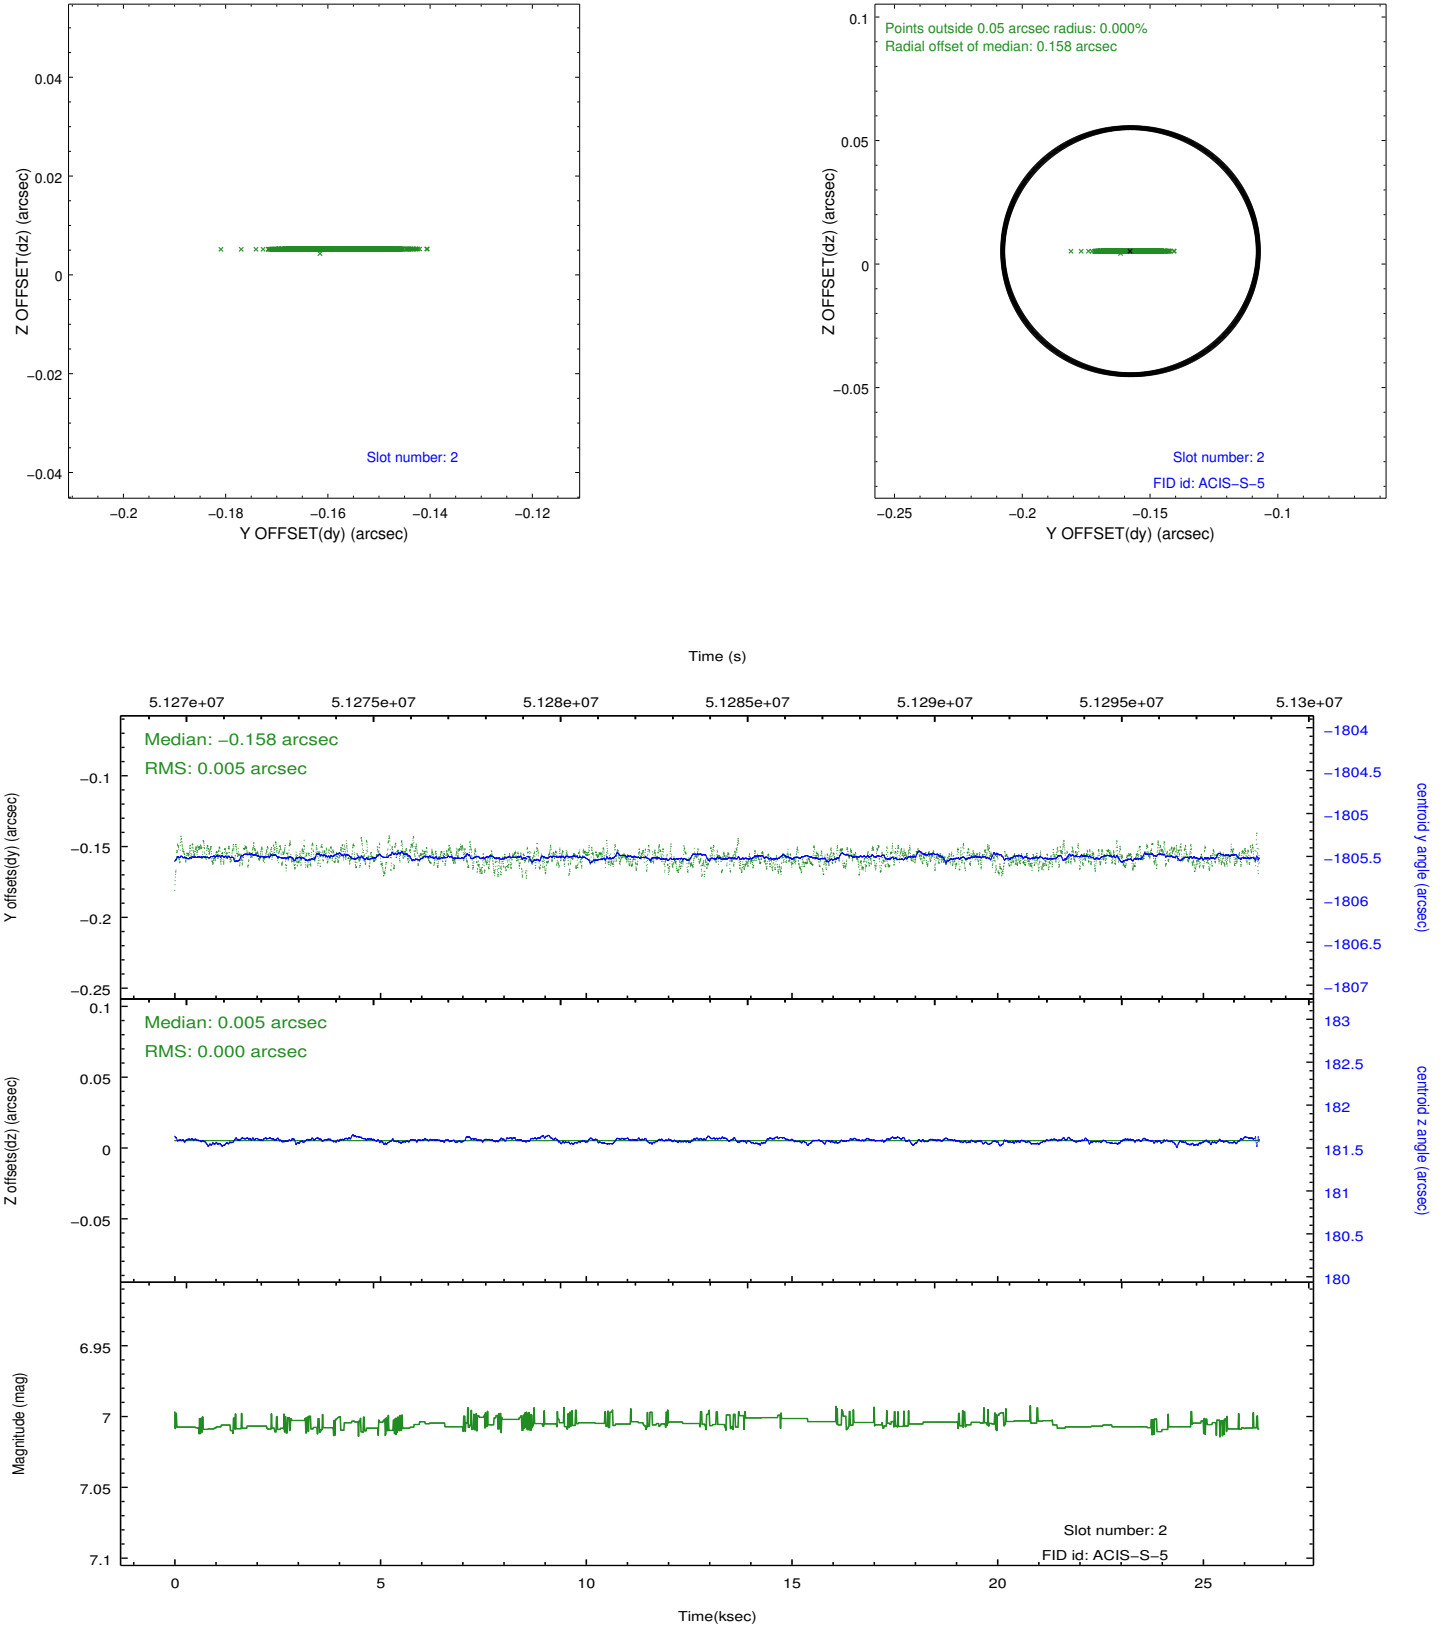 0.04
0.02
0
−0.02
−0.04
Z OFFSET(dz) (arcsec)
Slot number: 2
−0.2
−0.18
−0.16
−0.14
−0.12
Y OFFSET(dy) (arcsec)
Points outside 0.05 arcsec radius: 0.000%
Radial offset of median: 0.158 arcsec
0.1
0.05
0
−0.05
Z OFFSET(dz) (arcsec)
Slot number: 2
FID id: ACIS−S−5
−0.25
−0.2
−0.15
−0.1
Y OFFSET(dy) (arcsec)
Time (s)
5.127e+07
5.1275e+07
5.128e+07
5.1285e+07
5.129e+07
5.1295e+07
5.13e+07
Median: −0.158 arcsec
RMS: 0.005 arcsec
−0.1
−0.15
−0.2
−0.25
Y offsets(dy) (arcsec)
−1804
−1804.5
−1805
−1805.5
−1806
−1806.5
−1807
centroid y angle (arcsec)
Median: 0.005 arcsec
RMS: 0.000 arcsec
0.1
0.05
0
−0.05
Z offsets(dz) (arcsec)
183
182.5
182
181.5
181
180.5
180
centroid z angle (arcsec)
6.95
7
7.05
7.1
Magnitude (mag)
Slot number: 2
FID id: ACIS−S−5
0
5
10
15
20
25
Time(ksec)